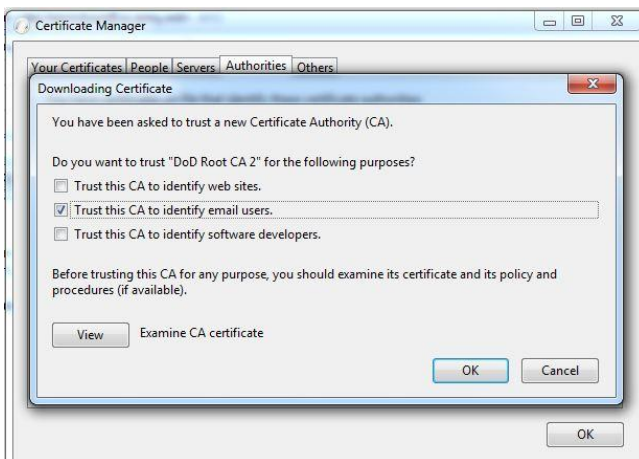 Certificate Manager
Your Certificates People Servers Authorities Others
Downloading Certificate
You have been asked to trust a new Certificate Authority (CA).
Do you want to trust "DoD Root CA 2" for the following purposes?
Trust this CA to identify web sites.
Trust this CA to identify email users.
Trust this CA to identify software developers.
Before trusting this CA for any purpose, you should examine its certificate and its policy and
procedures (if available).
View Examine CA certificate
OK Cancel
OK